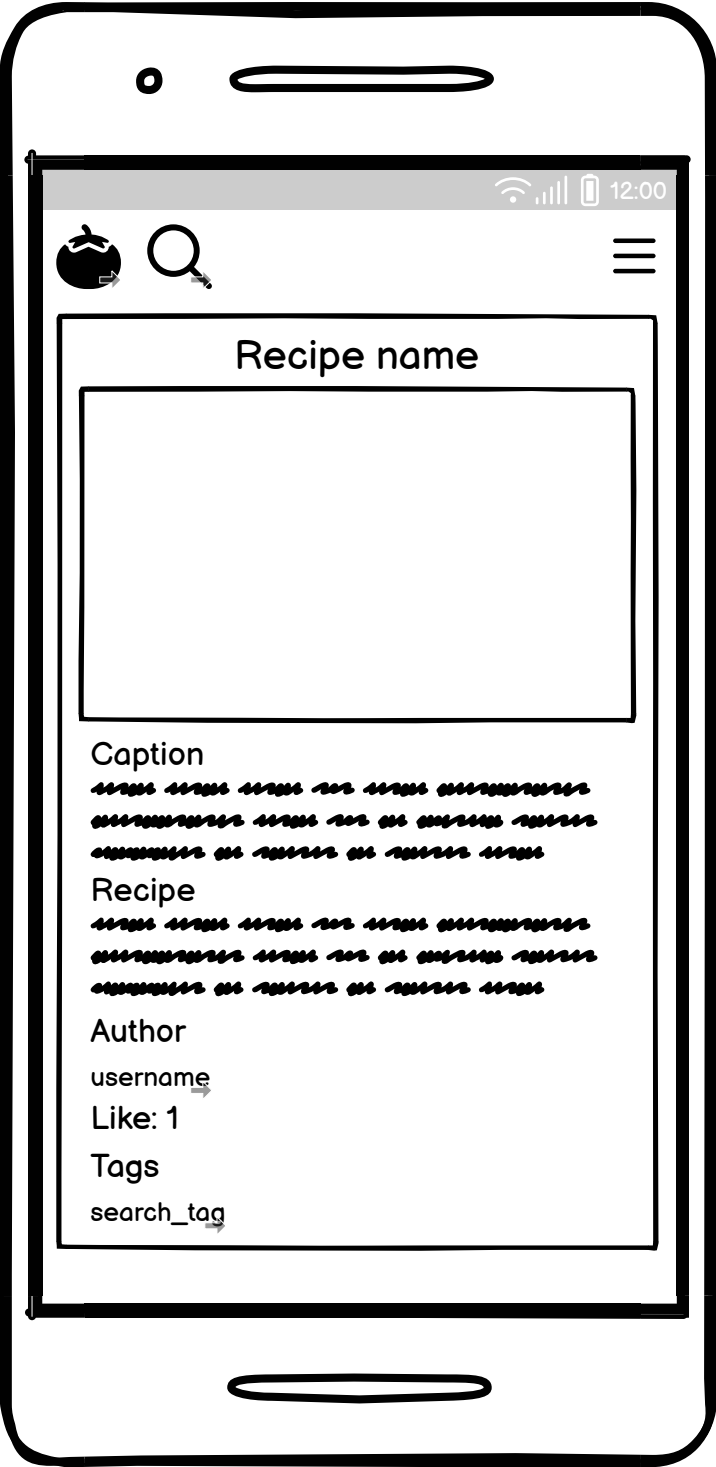 12:00
Recipe name
Caption
Recipe
Author
username
Like: 1
Tags
search_tag